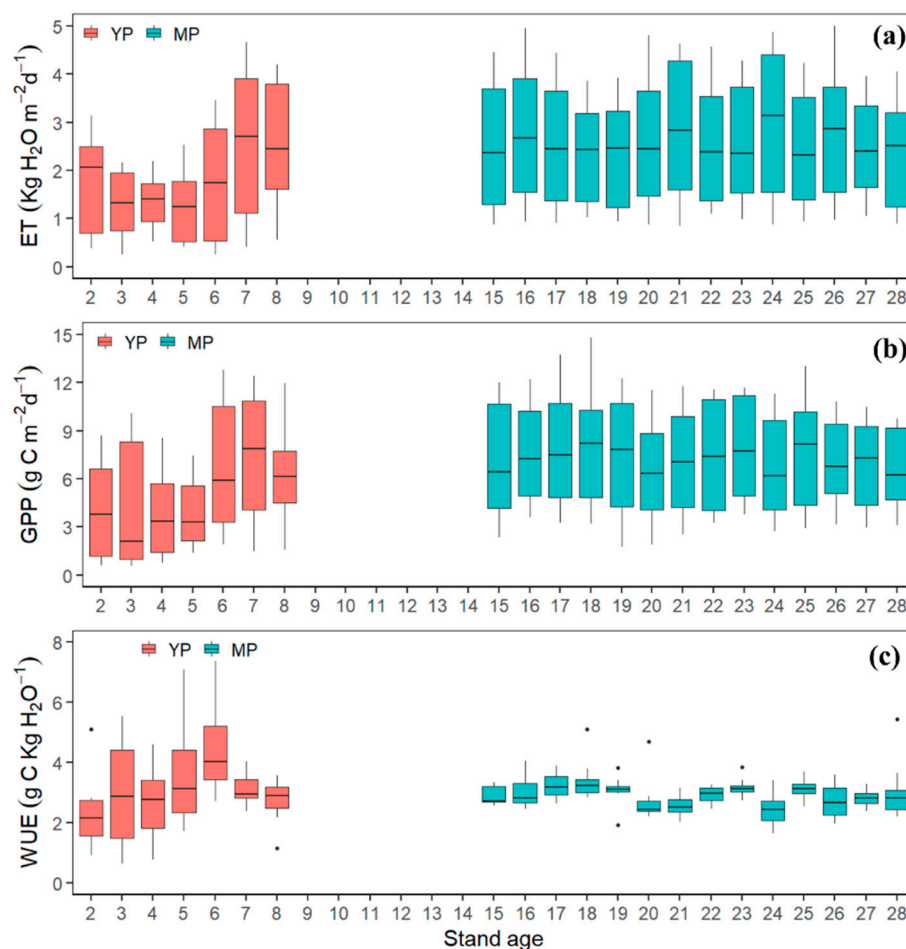 YP MP
(a)
ET (Kg H₂O m⁻²d⁻¹)
5
4
3
2
1
0
2 3 4 5 6 7 8 9 10 11 12 13 14 15 16 17 18 19 20 21 22 23 24 25 26 27 28
YP MP
(b)
GPP (g C m⁻²d⁻¹)
15
12
9
6
3
0
2 3 4 5 6 7 8 9 10 11 12 13 14 15 16 17 18 19 20 21 22 23 24 25 26 27 28
YP MP
(c)
WUE (g C Kg H₂O⁻¹)
8
6
4
2
0
2 3 4 5 6 7 8 9 10 11 12 13 14 15 16 17 18 19 20 21 22 23 24 25 26 27 28
Stand age